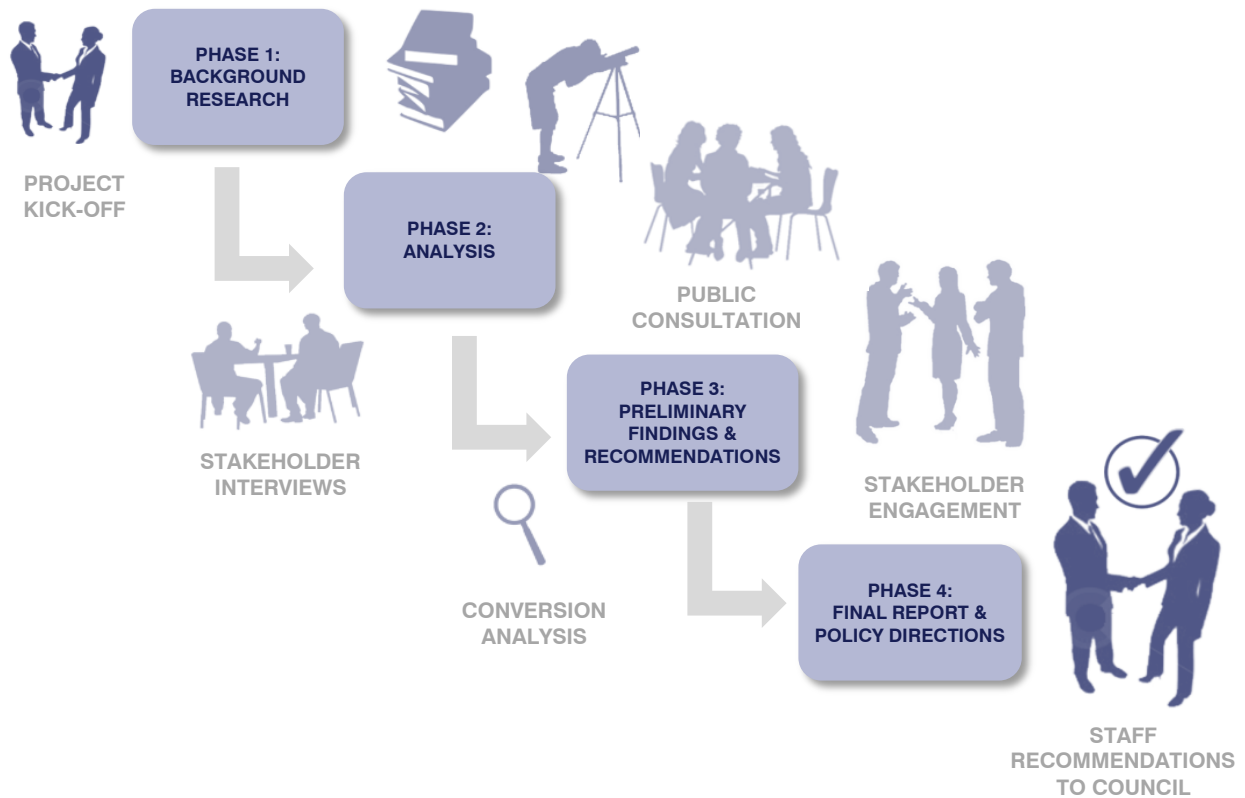 PHASE 1:
BACKGROUND
RESEARCH
PROJECT
KICK-OFF
PHASE 2:
ANALYSIS
PUBLIC
CONSULTATION
STAKEHOLDER
INTERVIEWS
PHASE 3:
PRELIMINARY
FINDINGS &
RECOMMENDATIONS
STAKEHOLDER
ENGAGEMENT
CONVERSION
ANALYSIS
PHASE 4:
FINAL REPORT &
POLICY DIRECTIONS
STAFF
RECOMMENDATIONS
TO COUNCIL